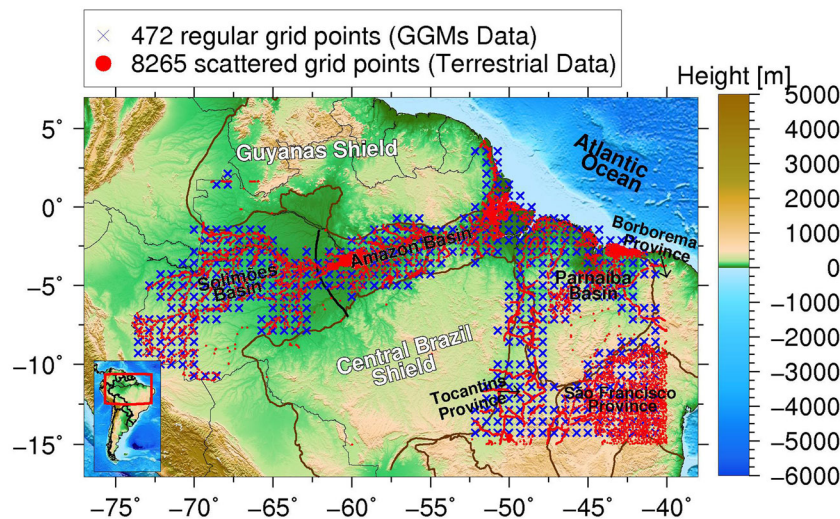 472 regular grid points (GGMs Data)
8265 scattered grid points (Terrestrial Data)
Height [m]
5000
4000
3000
2000
1000
0
−1000
−2000
−3000
−4000
−5000
−6000
5°
0°
−5°
−10°
−15°
Guyanas Shield
Atlantic
Ocean
Borborema
Province
Amazon Basin
Solimoes
Basin
Parnaiba
Basin
Central Brazil
Shield
Tocantins
Province
Sao Francisco
Province
−75° −70° −65° −60° −55° −50° −45° −40°